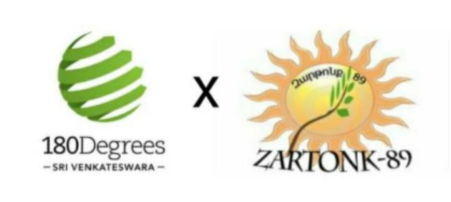 180Degrees
SRI VENKATESWARA
X
Զարթոնք 89
ZARTONK-89